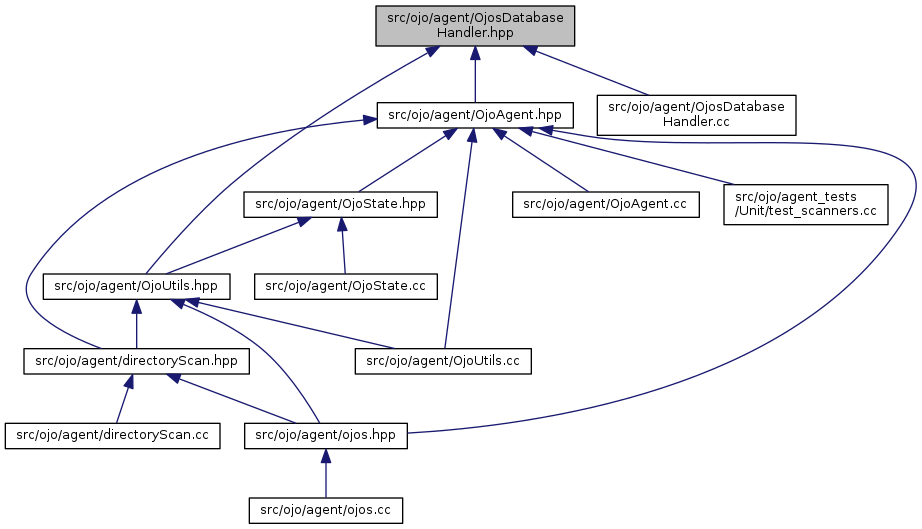 src/ojo/agent/OjosDatabase
Handler.hpp
src/ojo/agent/OjoAgent.hpp
src/ojo/agent/OjosDatabase
Handler.cc
src/ojo/agent/OjoState.hpp
src/ojo/agent/OjoAgent.cc
src/ojo/agent_tests
/Unit/test_scanners.cc
src/ojo/agent/OjoUtils.hpp
src/ojo/agent/OjoState.cc
src/ojo/agent/directoryScan.hpp
src/ojo/agent/OjoUtils.cc
src/ojo/agent/directoryScan.cc
src/ojo/agent/ojos.hpp
src/ojo/agent/ojos.cc